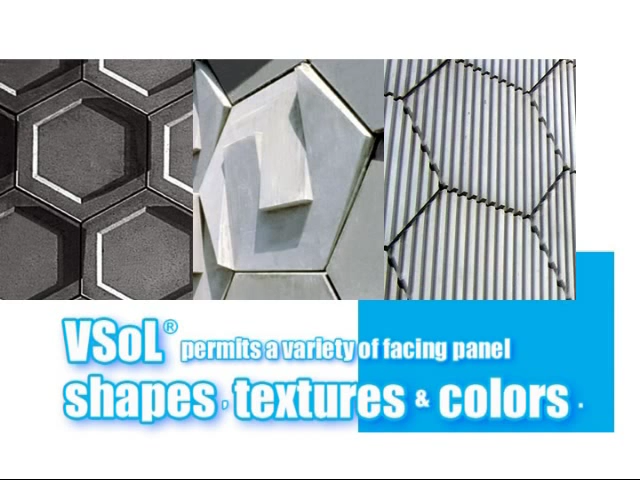 VSoL® permits a variety of facing panel
shapes, textures & colors.